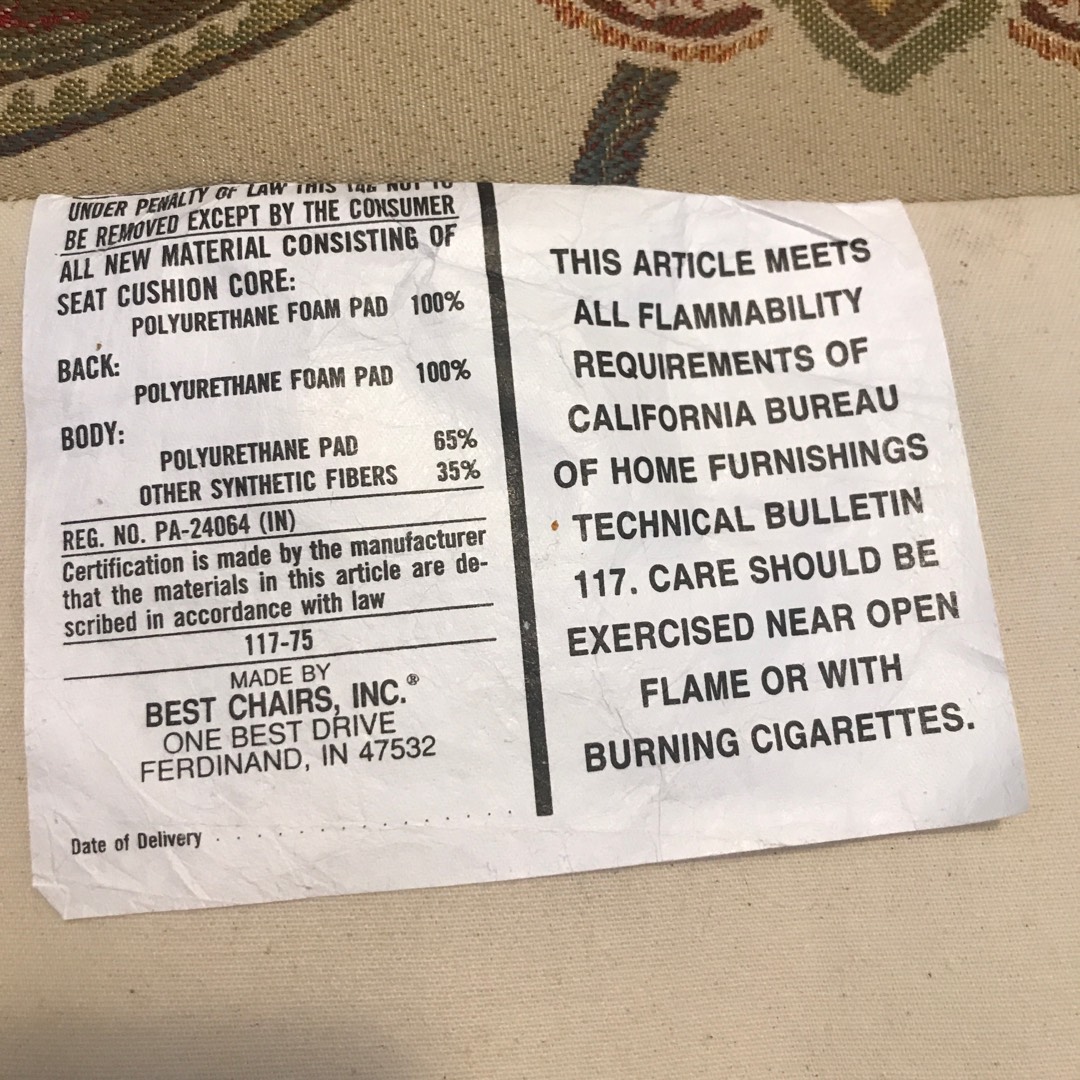 UNDER PENALTY OF LAW THIS TAG NOT TO
BE REMOVED EXCEPT BY THE CONSUMER
ALL NEW MATERIAL CONSISTING OF
SEAT CUSHION CORE:
POLYURETHANE FOAM PAD 100%
BACK:
POLYURETHANE FOAM PAD 100%
BODY:
POLYURETHANE PAD 65%
OTHER SYNTHETIC FIBERS 35%
REG. NO. PA-24064 (IN)
Certification is made by the manufacturer
that the materials in this article are de-
scribed in accordance with law
117-75
MADE BY
BEST CHAIRS, INC.®
ONE BEST DRIVE
FERDINAND, IN 47532
Date of Delivery . . . . . . . . . . . . . . . . . .
THIS ARTICLE MEETS
ALL FLAMMABILITY
REQUIREMENTS OF
CALIFORNIA BUREAU
OF HOME FURNISHINGS
TECHNICAL BULLETIN
117. CARE SHOULD BE
EXERCISED NEAR OPEN
FLAME OR WITH
BURNING CIGARETTES.